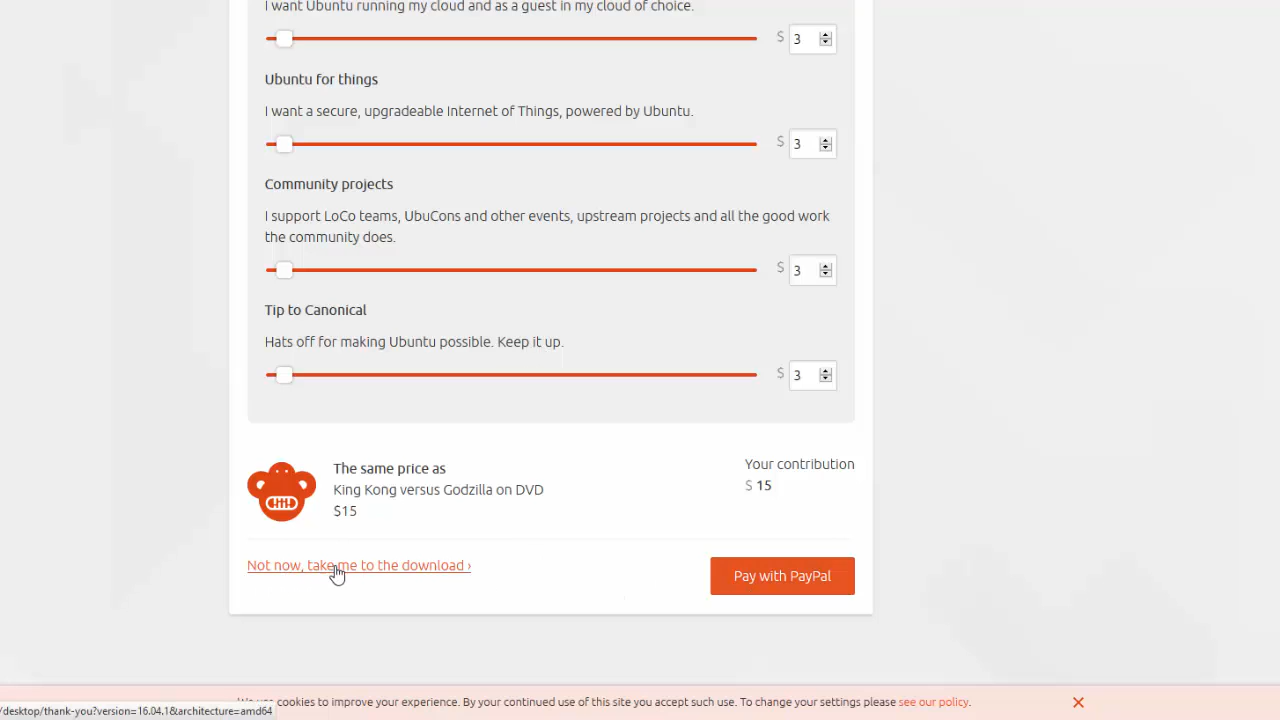 I want Ubuntu running my cloud and as a guest in my cloud of choice.
$ 3
Ubuntu for things
I want a secure, upgradeable Internet of Things, powered by Ubuntu.
$ 3
Community projects
I support LoCo teams, UbuCons and other events, upstream projects and all the good work
the community does.
$ 3
Tip to Canonical
Hats off for making Ubuntu possible. Keep it up.
$ 3
The same price as
King Kong versus Godzilla on DVD
$15
Your contribution
$ 15
Not now, take me to the download ›
Pay with PayPal
use cookies to improve your experience. By your continued use of this site you accept such use. To change your settings please see our policy.
/desktop/thank-you?version=16.04.1&architecture=amd64